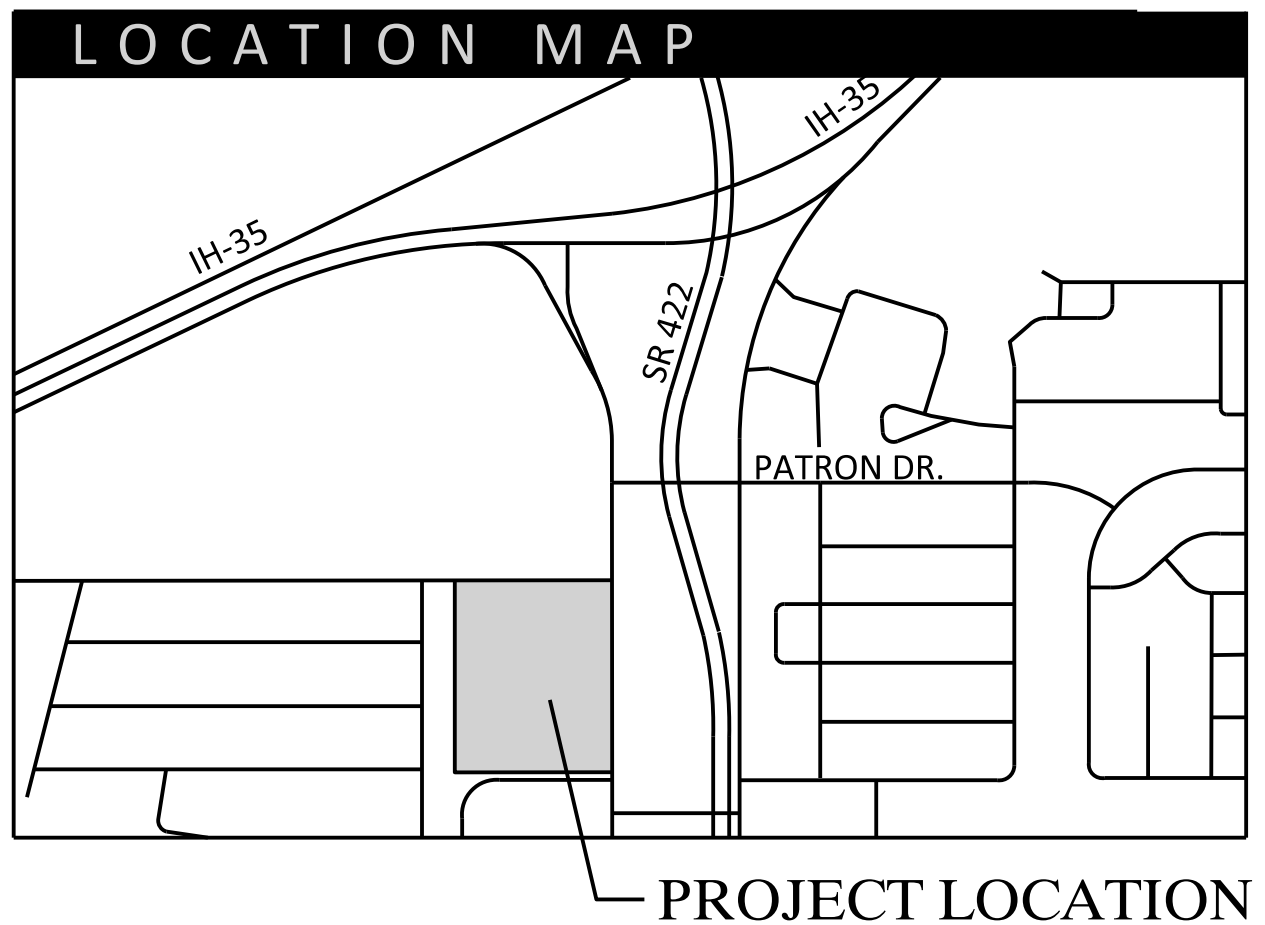 LOCATION MAP
IH-35
IH-35
SR 422
PATRON DR.
PROJECT LOCATION